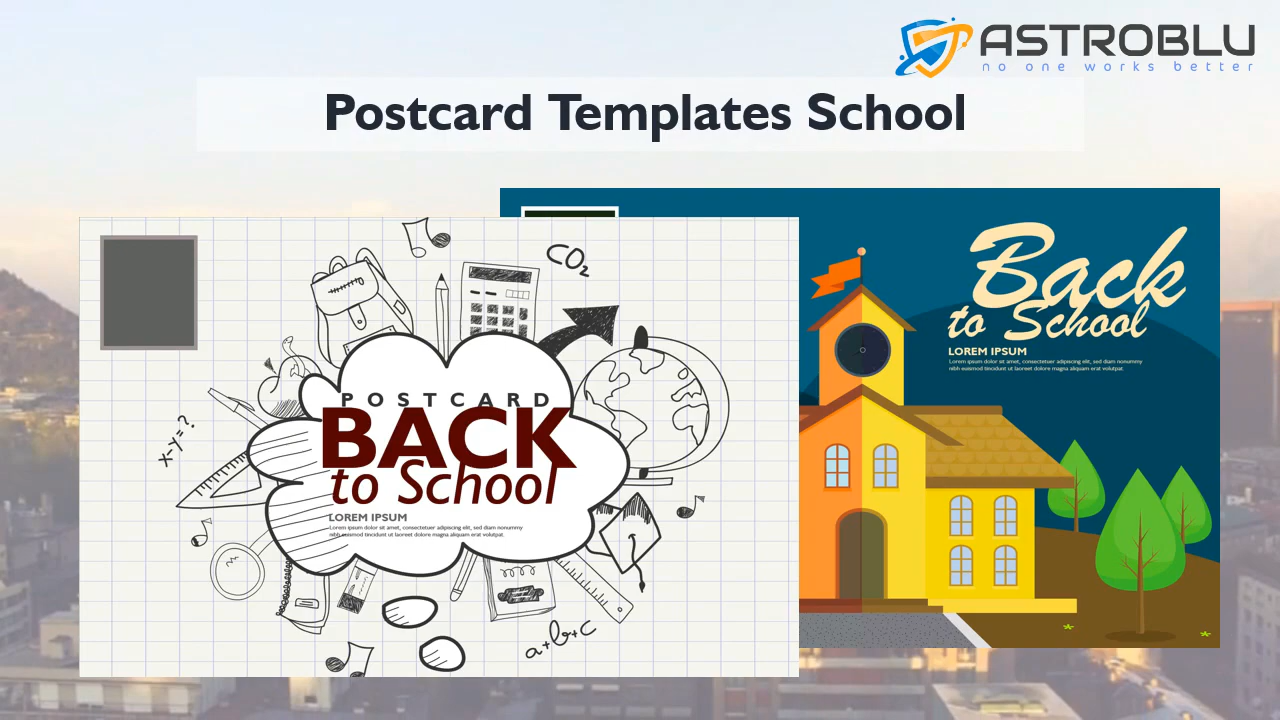 ASTROBLU
no one works better
Postcard Templates School
CO2
POSTCARD
BACK
to School
LOREM IPSUM
Lorem ipsum dolor sit amet, consectetuer adipiscing elit, sed diam nonummy
nibh euismod tincidunt ut laoreet dolore magna aliquam erat volutpat.
x-y=?
a+b+c
Back
to School
LOREM IPSUM
Lorem ipsum dolor sit amet, consectetuer adipiscing elit, sed diam nonummy
nibh euismod tincidunt ut laoreet dolore magna aliquam erat volutpat.